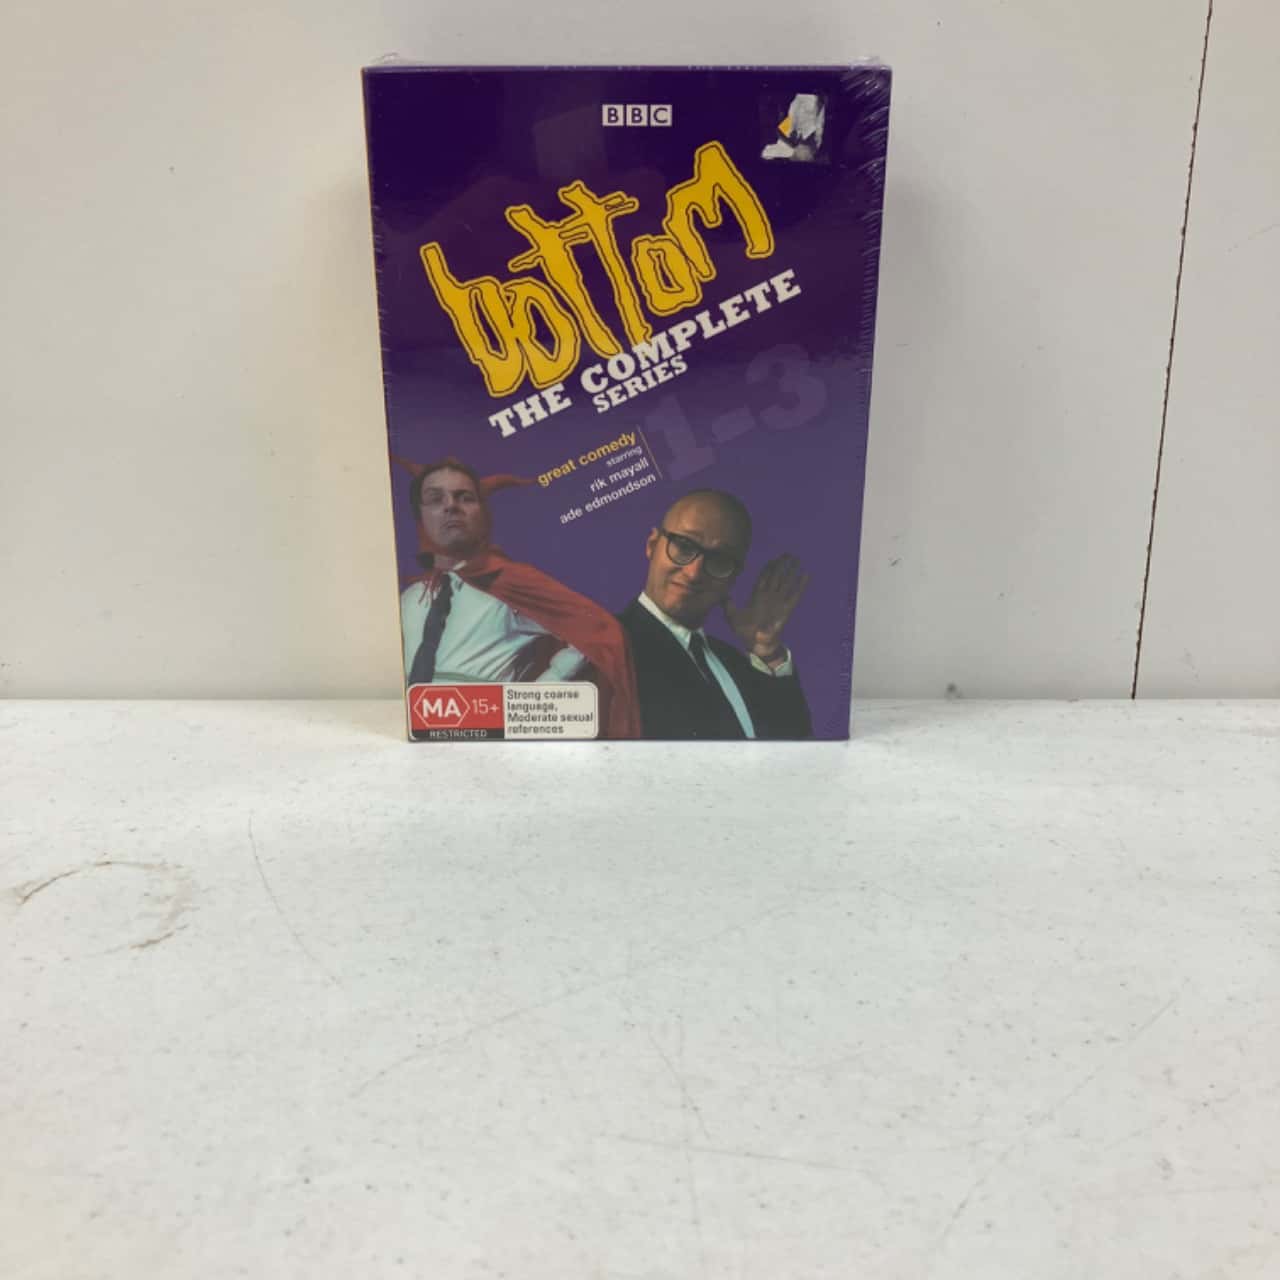 BBC
bottom
THE COMPLETE
SERIES
1-3
great comedy
starring
rik mayall
ade edmondson
MA 15+
RESTRICTED
Strong coarse
language,
Moderate sexual
references